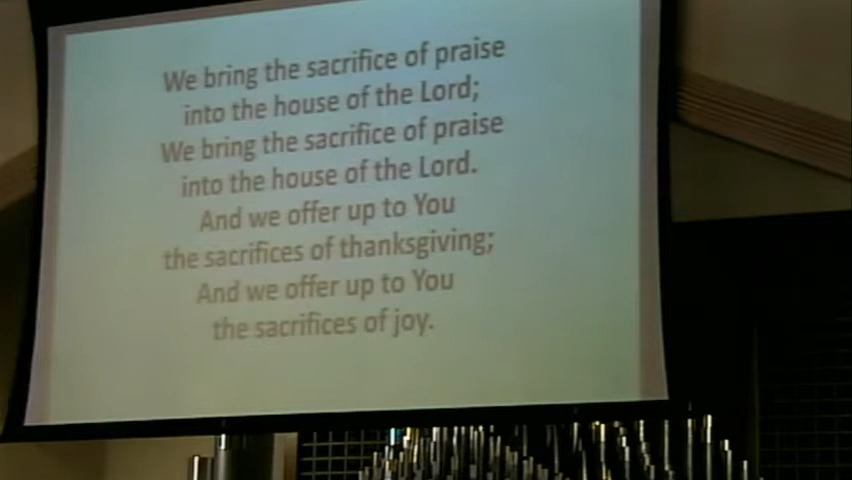 We bring the sacrifice of praise
into the house of the Lord;
We bring the sacrifice of praise
into the house of the Lord.
And we offer up to You
the sacrifices of thanksgiving;
And we offer up to You
the sacrifices of joy.